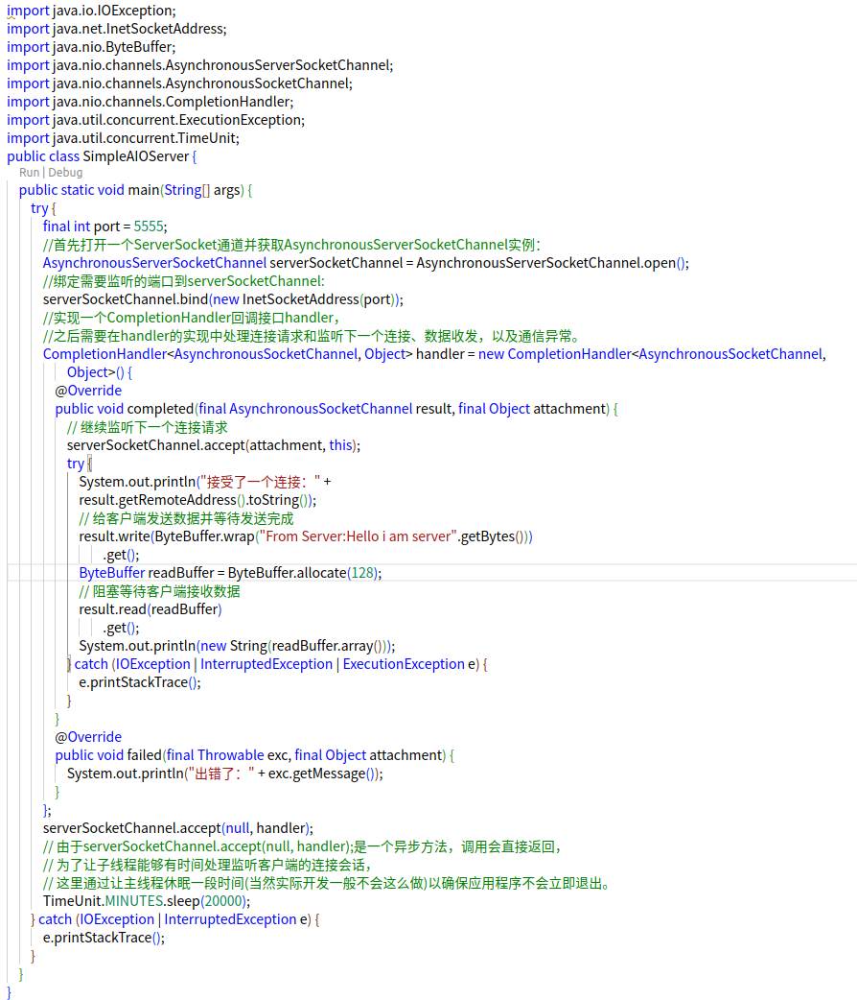 import java.io.IOException;
import java.net.InetSocketAddress;
import java.nio.ByteBuffer;
import java.nio.channels.AsynchronousServerSocketChannel;
import java.nio.channels.AsynchronousSocketChannel;
import java.nio.channels.CompletionHandler;
import java.util.concurrent.ExecutionException;
import java.util.concurrent.TimeUnit;
public class SimpleAIOServer {
Run | Debug
public static void main(String[] args) {
try {
final int port = 5555;
//首先打开一个ServerSocket通道并获取AsynchronousServerSocketChannel实例：
AsynchronousServerSocketChannel serverSocketChannel = AsynchronousServerSocketChannel.open();
//绑定需要监听的端口到serverSocketChannel:
serverSocketChannel.bind(new InetSocketAddress(port));
//实现一个CompletionHandler回调接口handler，
//之后需要在handler的实现中处理连接请求和监听下一个连接、数据收发，以及通信异常。
CompletionHandler<AsynchronousSocketChannel, Object> handler = new CompletionHandler<AsynchronousSocketChannel,
Object>() {
@Override
public void completed(final AsynchronousSocketChannel result, final Object attachment) {
// 继续监听下一个连接请求
serverSocketChannel.accept(attachment, this);
try {
System.out.println("接受了一个连接：" +
result.getRemoteAddress().toString());
// 给客户端发送数据并等待发送完成
result.write(ByteBuffer.wrap("From Server:Hello i am server".getBytes()))
.get();
ByteBuffer readBuffer = ByteBuffer.allocate(128);
// 阻塞等待客户端接收数据
result.read(readBuffer)
.get();
System.out.println(new String(readBuffer.array()));
} catch (IOException | InterruptedException | ExecutionException e) {
e.printStackTrace();
}
}
@Override
public void failed(final Throwable exc, final Object attachment) {
System.out.println("出错了：" + exc.getMessage());
}
};
serverSocketChannel.accept(null, handler);
// 由于serverSocketChannel.accept(null, handler);是一个异步方法，调用会直接返回，
// 为了让子线程能够有时间处理监听客户端的连接会话，
// 这里通过让主线程休眠一段时间(当然实际开发一般不会这么做)以确保应用程序不会立即退出。
TimeUnit.MINUTES.sleep(20000);
} catch (IOException | InterruptedException e) {
e.printStackTrace();
}
}
}